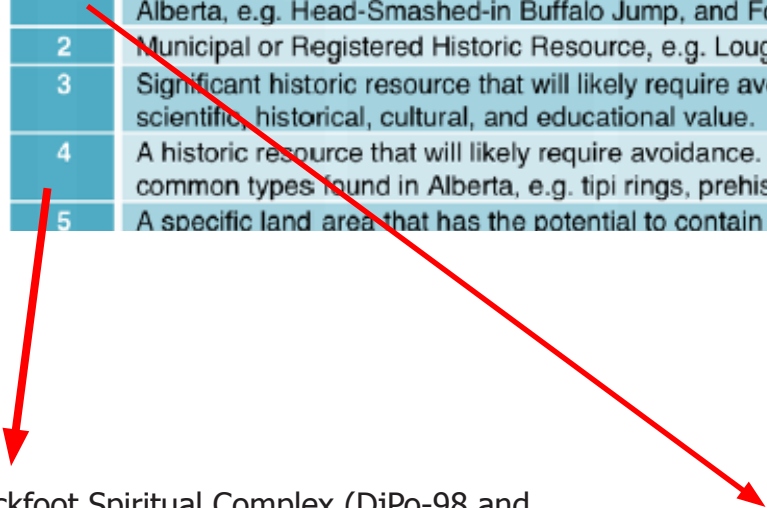 Alberta, e.g. Head-Smashed-in Buffalo Jump, and
2 Municipal or Registered Historic Resource, e.g.
3 Significant historic resource that will likely require
scientific, historical, cultural, and educational value.
4 A historic resource that will likely require avoidance.
common types found in Alberta, e.g. tipi rings,
5 A specific land area that has the potential to contain
Spiritual Complex (DjPo-98 and